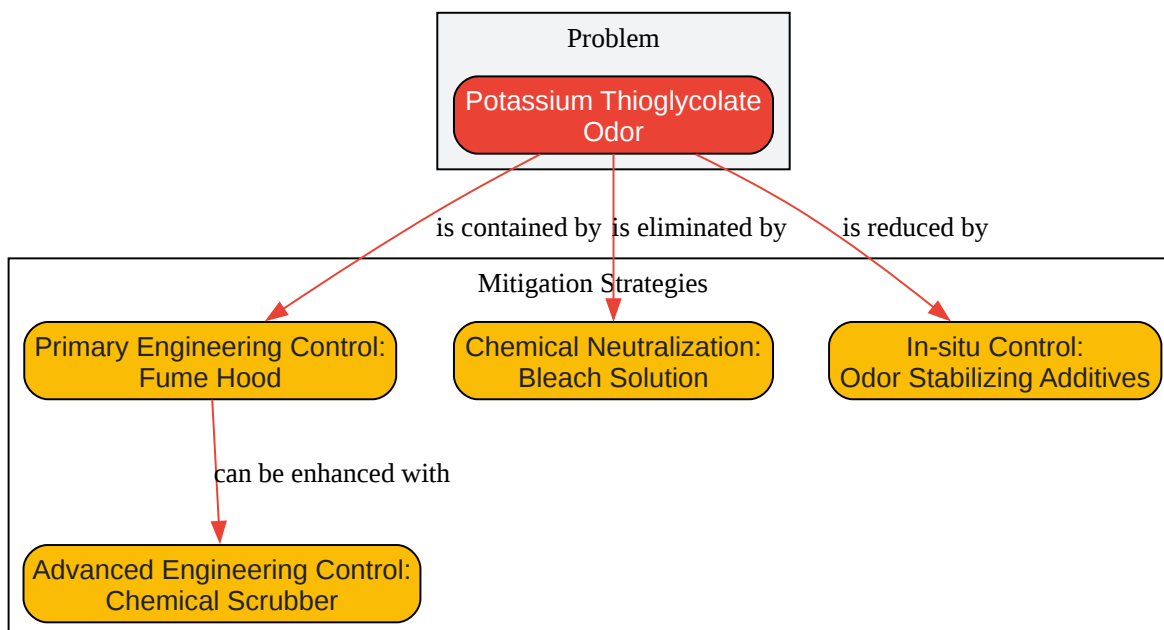 Problem
Potassium Thioglycolate
Odor
is contained by
is eliminated by
is reduced by
Mitigation Strategies
Primary Engineering Control:
Fume Hood
Chemical Neutralization:
Bleach Solution
In-situ Control:
Odor Stabilizing Additives
can be enhanced with
Advanced Engineering Control:
Chemical Scrubber